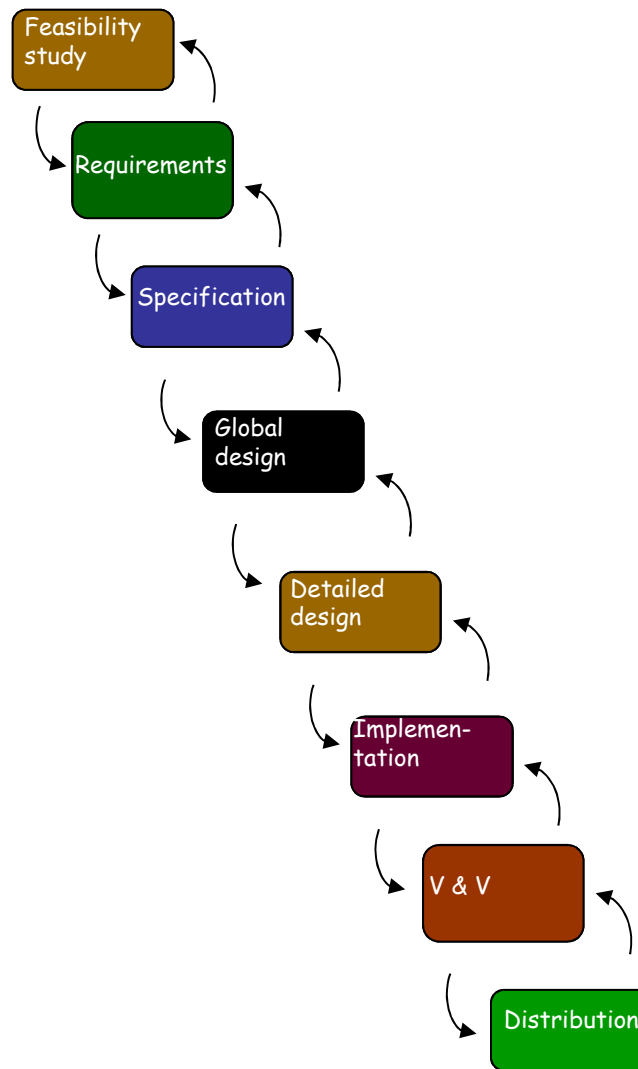 Feasibility
study
Requirements
Specification
Global
design
Detailed
design
Implemen-
tation
V & V
Distribution